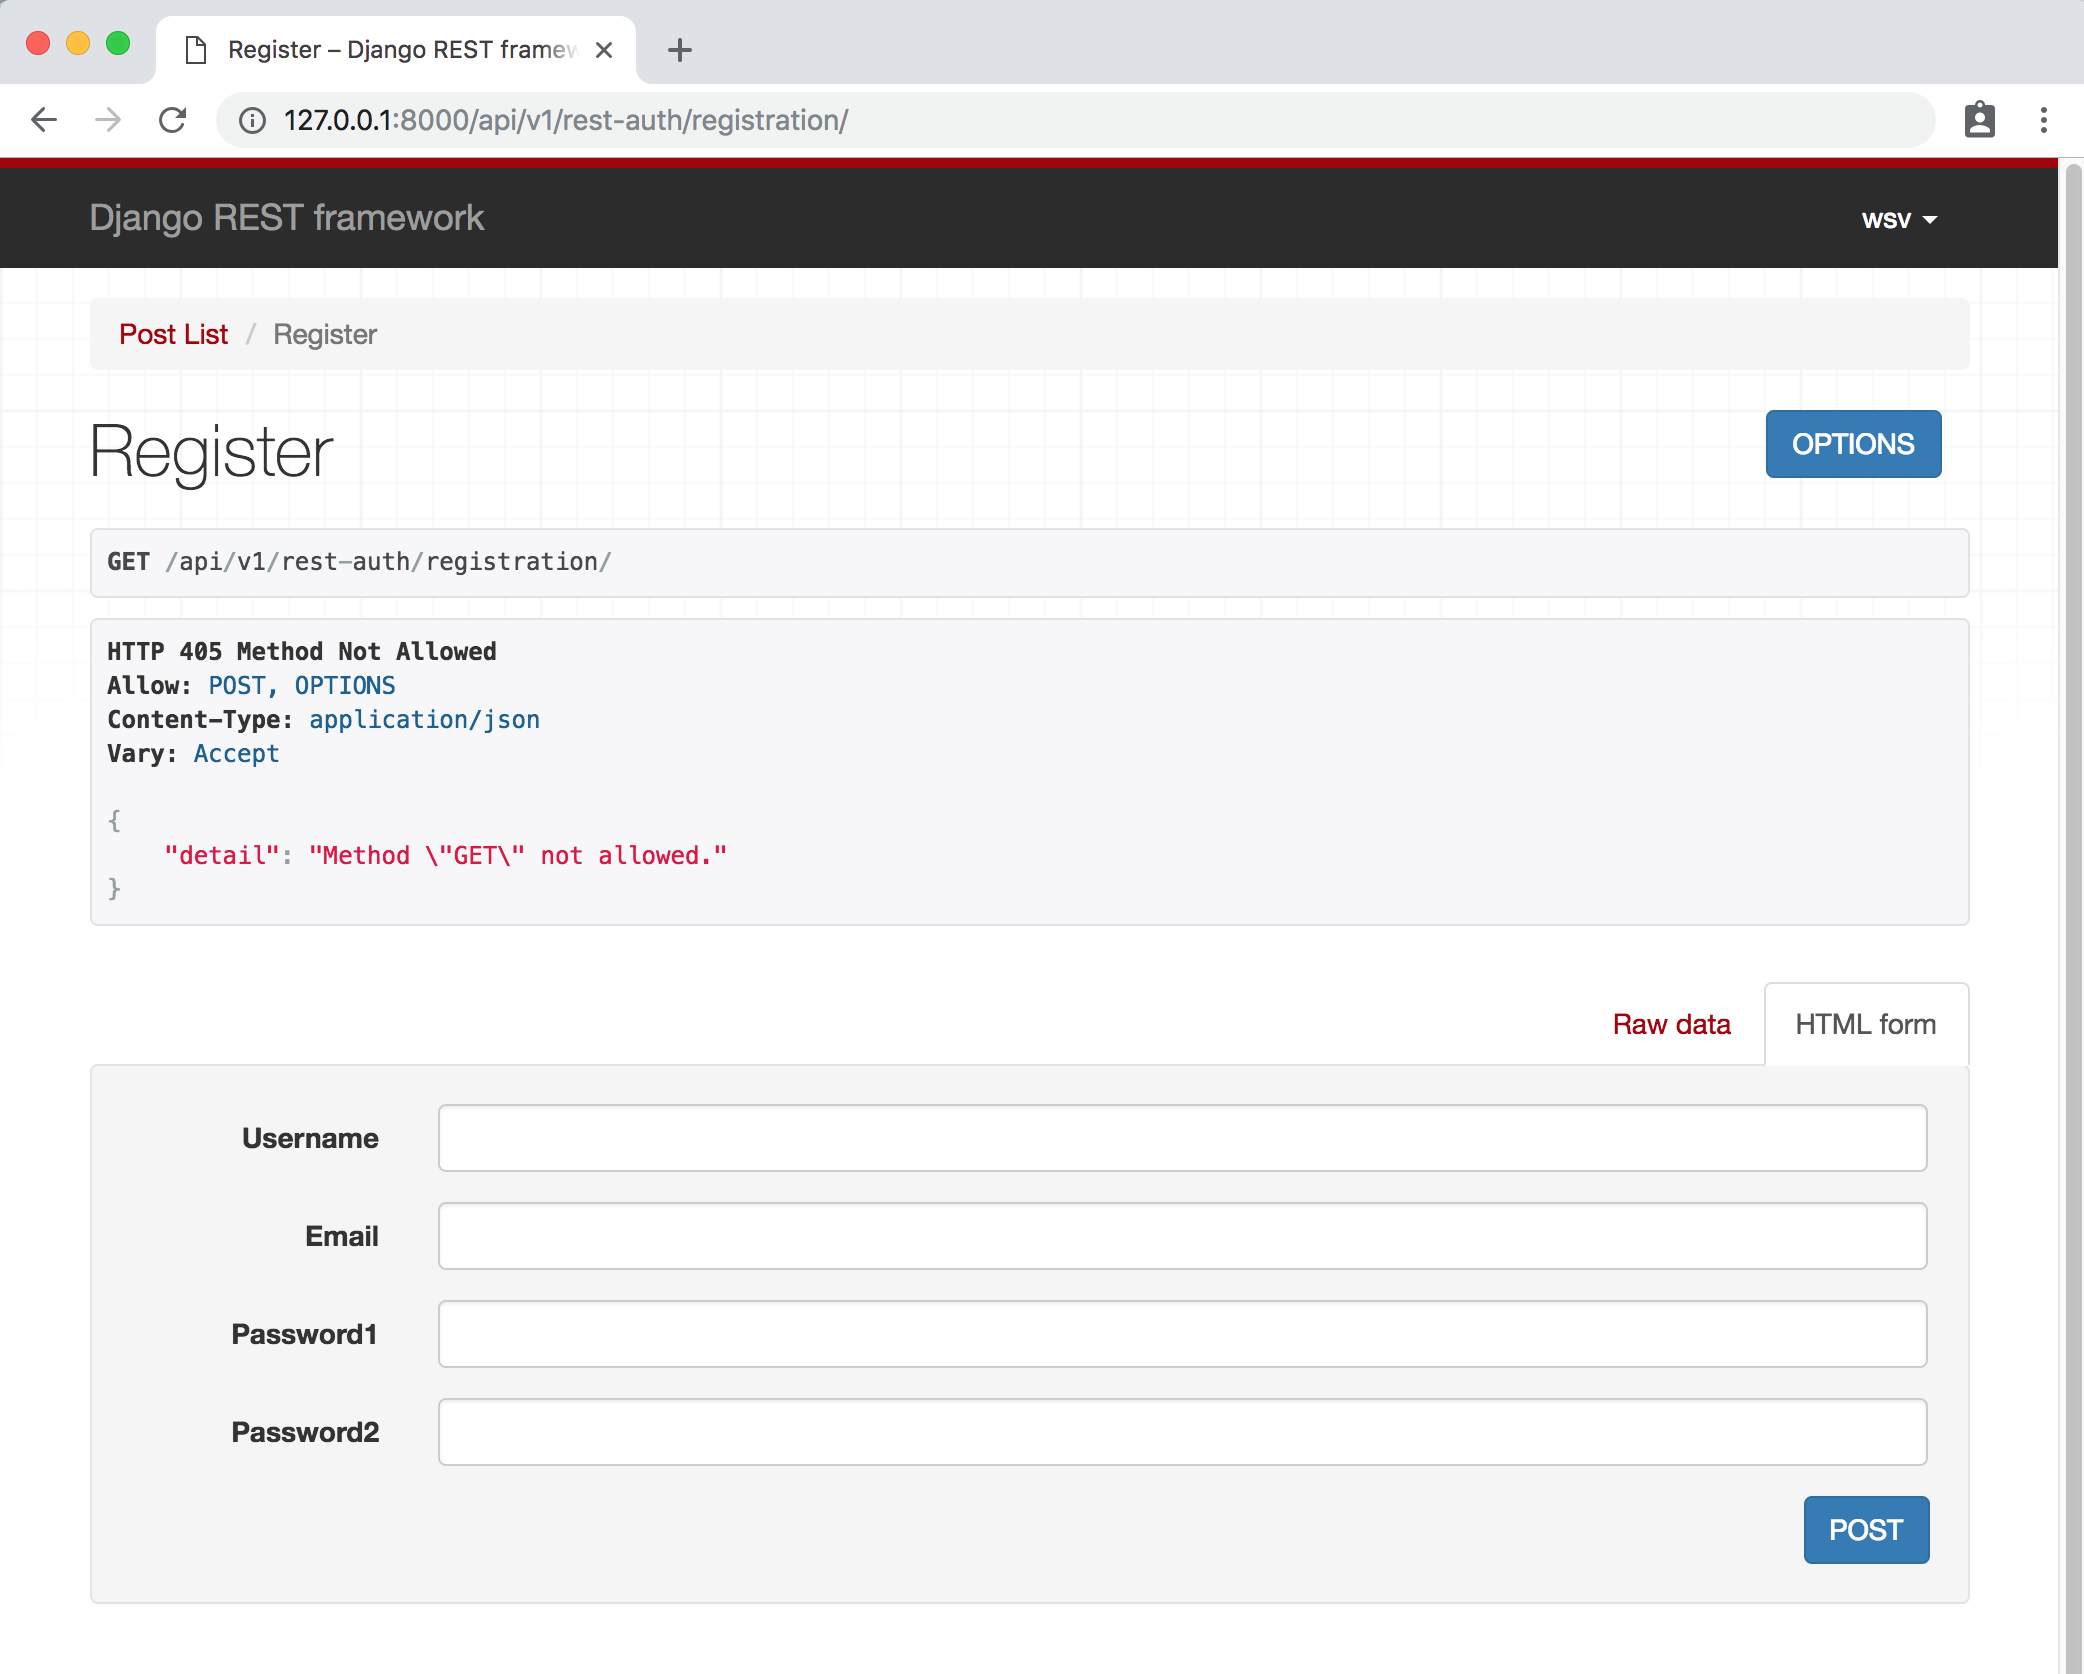 Register – Django REST framew
127.0.0.1:8000/api/v1/rest-auth/registration/
Django REST framework
wsv
Post List / Register
Register
OPTIONS
GET /api/v1/rest-auth/registration/
HTTP 405 Method Not Allowed
Allow: POST, OPTIONS
Content-Type: application/json
Vary: Accept
{
    "detail": "Method \"GET\" not allowed."
}
Raw data
HTML form
Username
Email
Password1
Password2
POST